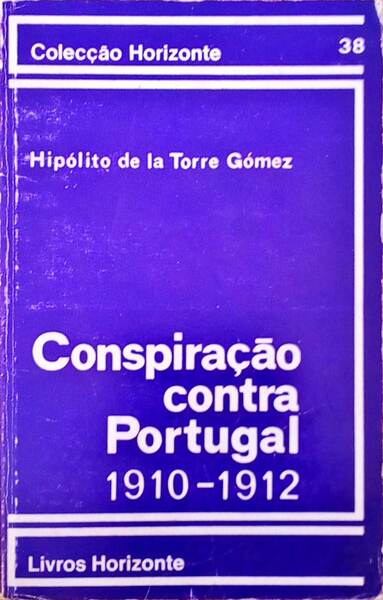 Colecção Horizonte
38
Hipólito de la Torre Gómez
Conspiração
contra
Portugal
1910-1912
Livros Horizonte